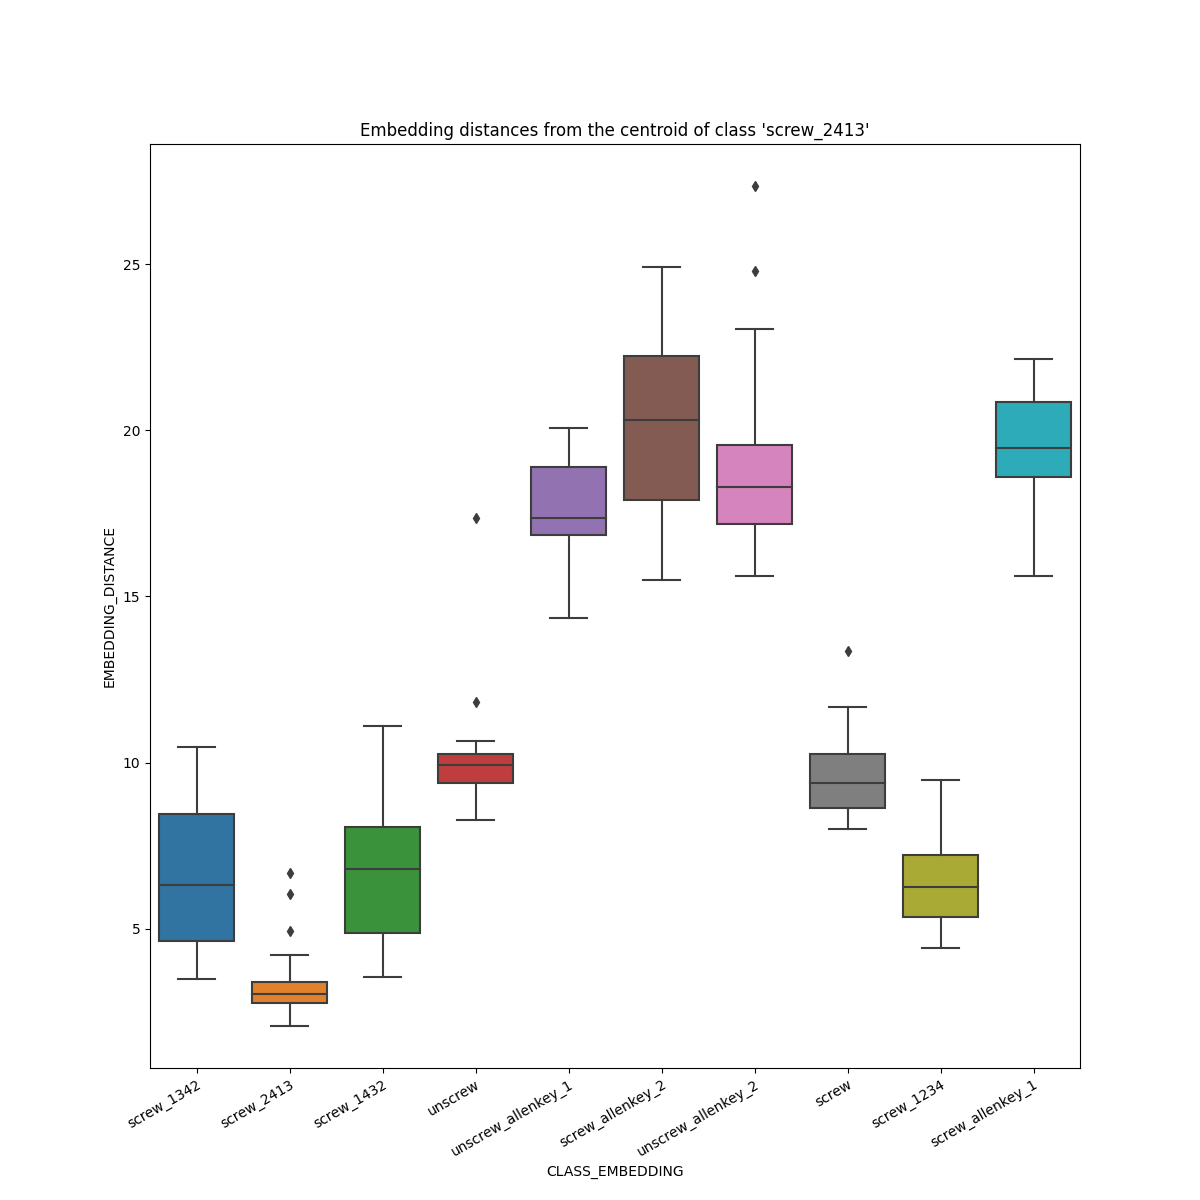 Embedding distances from the centroid of class 'screw_2413'
EMBEDDING_DISTANCE
25
20
15
10
5
screw_1342
screw_2413
screw_1432
unscrew
unscrew_allenkey_1
screw_allenkey_2
unscrew_allenkey_2
screw
screw_1234
screw_allenkey_1
CLASS_EMBEDDING